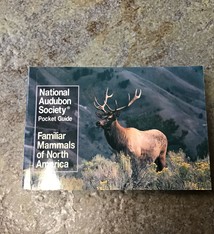 National
Audubon
Society®
Pocket Guide
Familiar
Mammals
of North
America